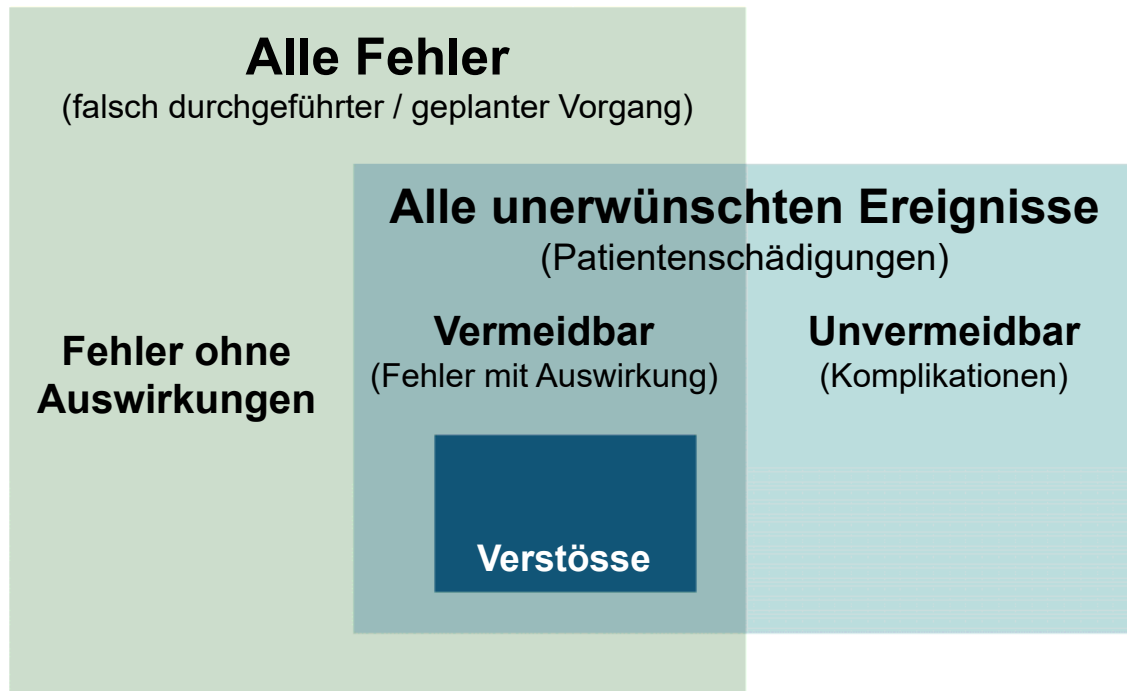 Alle Fehler
(falsch durchgeführter / geplanter Vorgang)
Alle unerwünschten Ereignisse
(Patientenschädigungen)
Fehler ohne
Auswirkungen
Vermeidbar
(Fehler mit Auswirkung)
Unvermeidbar
(Komplikationen)
Verstösse